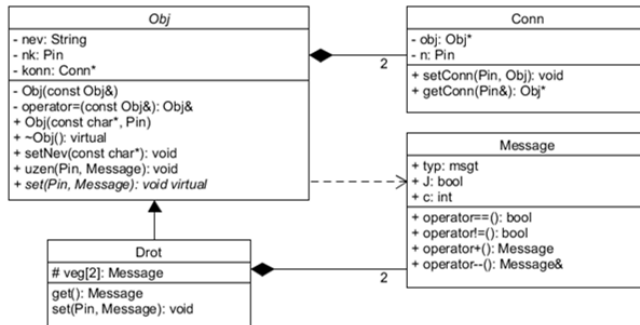 Obj
- nev: String
- nk: Pin
- konn: Conn*
- Obj(const Obj&)
- operator=(const Obj&): Obj&
+ Obj(const char*, Pin)
+ ~Obj(): virtual
+ setNev(const char*): void
+ uzen(Pin, Message): void
+ set(Pin, Message): void virtual
2
Conn
- obj: Obj*
- n: Pin
+ setConn(Pin, Obj): void
+ getConn(Pin&): Obj*
Message
+ typ: msgt
+ J: bool
+ c: int
+ operator==(): bool
+ operator!=(): bool
+ operator+(): Message
+ operator--(): Message&
Drot
# veg[2]: Message
get(): Message
set(Pin, Message): void
2